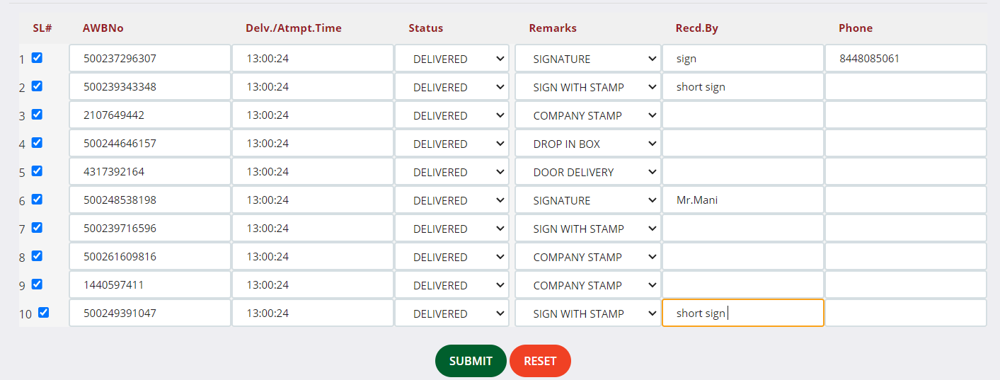 SL# AWBNo Delv./Atmpt.Time Status Remarks Recd.By Phone
1 500237296307 13:00:24 DELIVERED SIGNATURE sign 8448085061
2 500239343348 13:00:24 DELIVERED SIGN WITH STAMP short sign
3 2107649442 13:00:24 DELIVERED COMPANY STAMP
4 500244646157 13:00:24 DELIVERED DROP IN BOX
5 4317392164 13:00:24 DELIVERED DOOR DELIVERY
6 500248538198 13:00:24 DELIVERED SIGNATURE Mr.Mani
7 500239716596 13:00:24 DELIVERED SIGN WITH STAMP
8 500261609816 13:00:24 DELIVERED COMPANY STAMP
9 1440597411 13:00:24 DELIVERED COMPANY STAMP
10 500249391047 13:00:24 DELIVERED SIGN WITH STAMP short sign
SUBMIT RESET